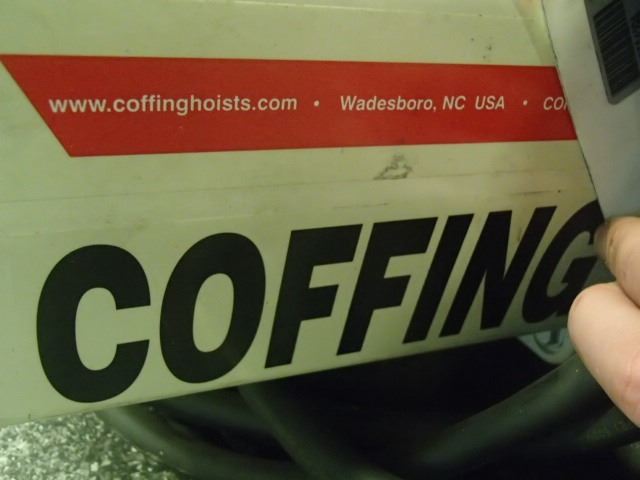 www.coffinghoists.com • Wadesboro, NC USA •
COFFING